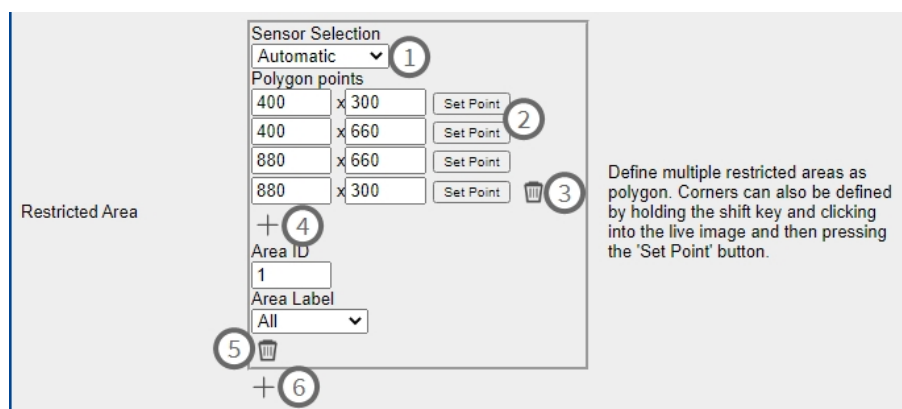 Restricted Area
Sensor Selection
Automatic 1
Polygon points
400 x 300 Set Point
2
400 x 660 Set Point
880 x 660 Set Point
880 x 300 Set Point 3
4
Area ID
1
Area Label
All
5
6
Define multiple restricted areas as
polygon. Corners can also be defined
by holding the shift key and clicking
into the live image and then pressing
the 'Set Point' button.